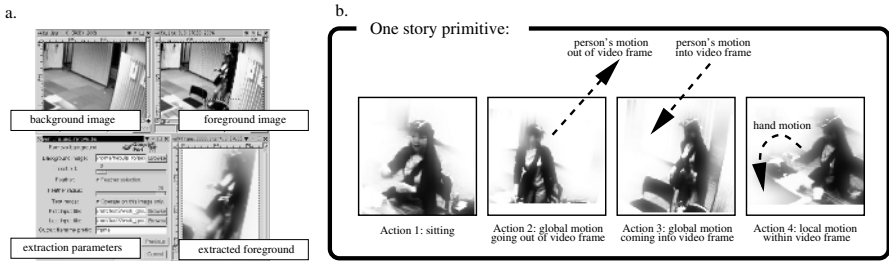 a.
background image
foreground image
extraction parameters
extracted foreground
b.
One story primitive:
person's motion
out of video frame
person's motion
into video frame
hand motion
Action 1: sitting
Action 2: global motion
going out of video frame
Action 3: global motion
coming into video frame
Action 4: local motion
within video frame